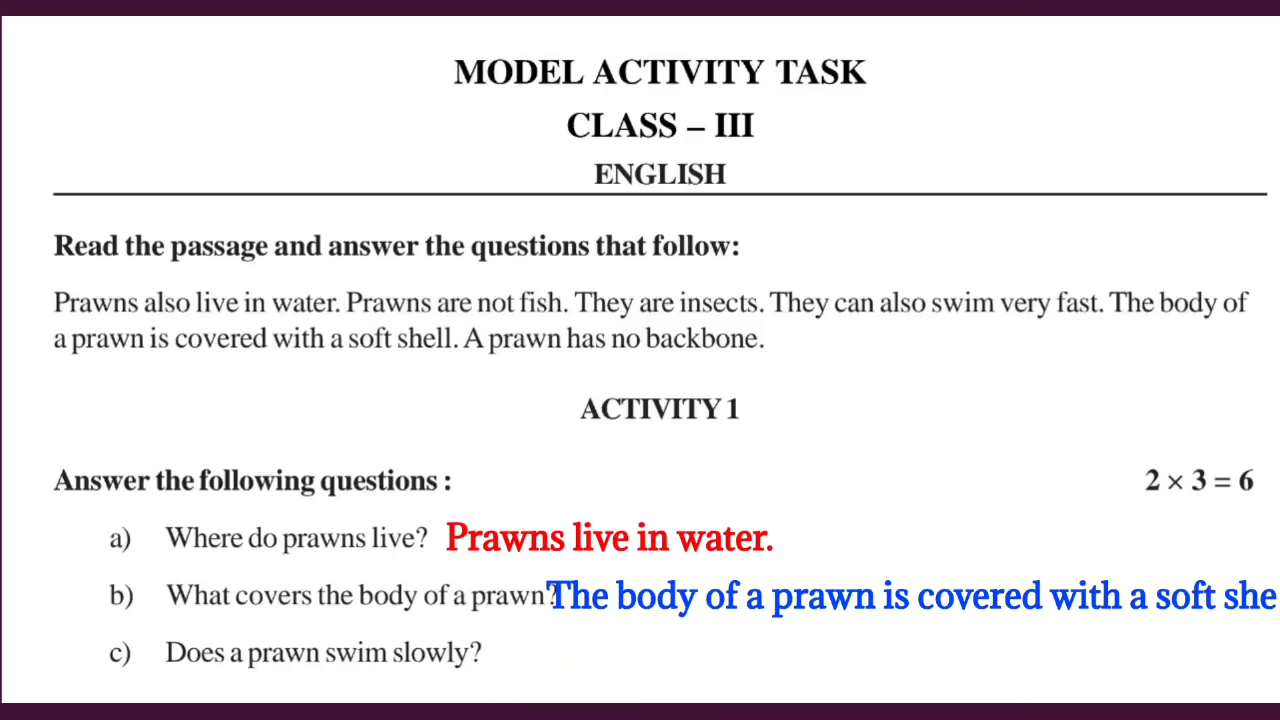 MODEL ACTIVITY TASK
CLASS – III
ENGLISH
Read the passage and answer the questions that follow:
Prawns also live in water. Prawns are not fish. They are insects. They can also swim very fast. The body of
a prawn is covered with a soft shell. A prawn has no backbone.
ACTIVITY 1
Answer the following questions : 2 × 3 = 6
a) Where do prawns live? Prawns live in water.
b) What covers the body of a prawn? The body of a prawn is covered with a soft she
c) Does a prawn swim slowly?